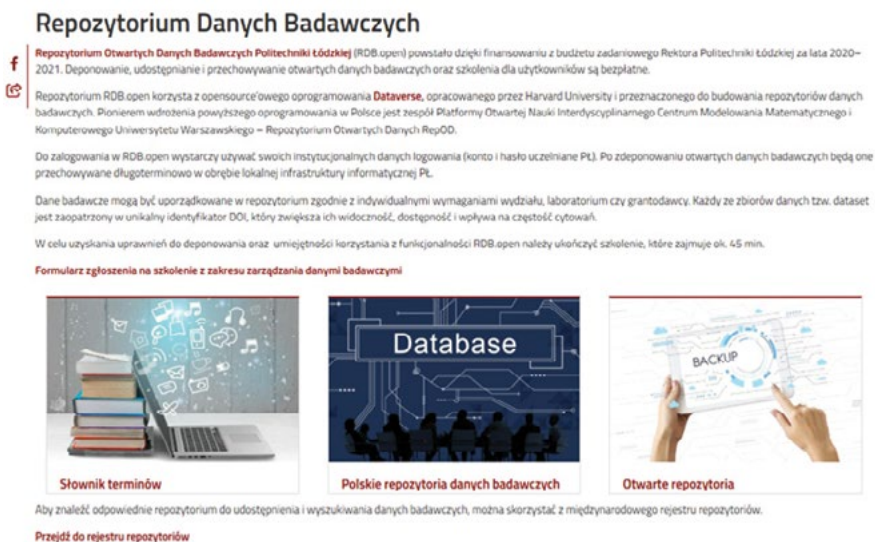 Repozytorium Danych Badawczych
Repozytorium Otwartych Danych Badawczych Politechniki Łódzkiej (RDB.open) powstało dzięki finansowaniu z budżetu zadaniowego Rektora Politechniki Łódzkiej za lata 2020–
2021. Deponowanie, udostępnianie i przechowywanie otwartych danych badawczych oraz szkolenia dla użytkowników są bezpłatne.
Repozytorium RDB.open korzysta z opensource'owego oprogramowania Dataverse, opracowanego przez Harvard University i przeznaczonego do budowania repozytoriów danych
badawczych. Pionierem wdrożenia powyższego oprogramowania w Polsce jest zespół Platformy Otwartej Nauki Interdyscyplinarnego Centrum Modelowania Matematycznego i
Komputerowego Uniwersytetu Warszawskiego – Repozytorium Otwartych Danych RepOD.
Do zalogowania w RDB.open wystarczy używać swoich instytucjonalnych danych logowania (konto i hasło uczelniane PŁ). Po zdeponowaniu otwartych danych badawczych będą one
przechowywane długoterminowo w obrębie lokalnej infrastruktury informatycznej PŁ.
Dane badawcze mogą być uporządkowane w repozytorium zgodnie z indywidualnymi wymaganiami wydziału, laboratorium czy grantodawcy. Każdy ze zbiorów danych tzw. dataset
jest zaopatrzony w unikalny identyfikator DOI, który zwiększa ich widoczność, dostępność i wpływa na częstość cytowań.
W celu uzyskania uprawnień do deponowania oraz umiejętności korzystania z funkcjonalności RDB.open należy ukończyć szkolenie, które zajmuje ok. 45 min.
Formularz zgłoszenia na szkolenie z zakresu zarządzania danymi badawczymi
Database
BACKUP
Słownik terminów
Polskie repozytoria danych badawczych
Otwarte repozytoria
Aby znaleźć odpowiednie repozytorium do udostępnienia i wyszukiwania danych badawczych, można skorzystać z międzynarodowego rejestru repozytoriów.
Przejdź do rejestru repozytoriów